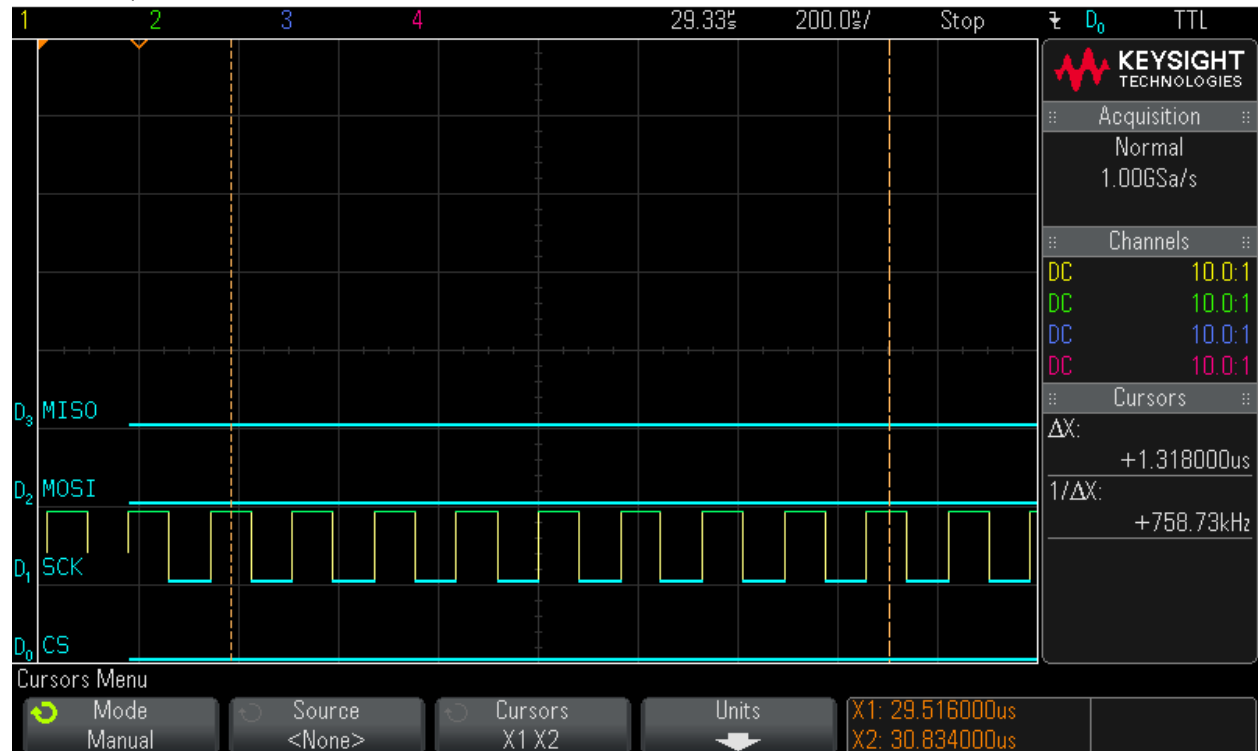 1 2 3 4 29.33µs 200.0ns/ Stop D0 TTL
KEYSIGHT
TECHNOLOGIES
Acquisition
Normal
1.00GSa/s
Channels
DC 10.0:1
DC 10.0:1
DC 10.0:1
DC 10.0:1
Cursors
ΔX:
+1.318000us
1/ΔX:
+758.73kHz
D3 MISO
D2 MOSI
D1 SCK
D0 CS
Cursors Menu
Mode
Manual
Source
<None>
Cursors
X1 X2
Units
X1: 29.516000us
X2: 30.834000us